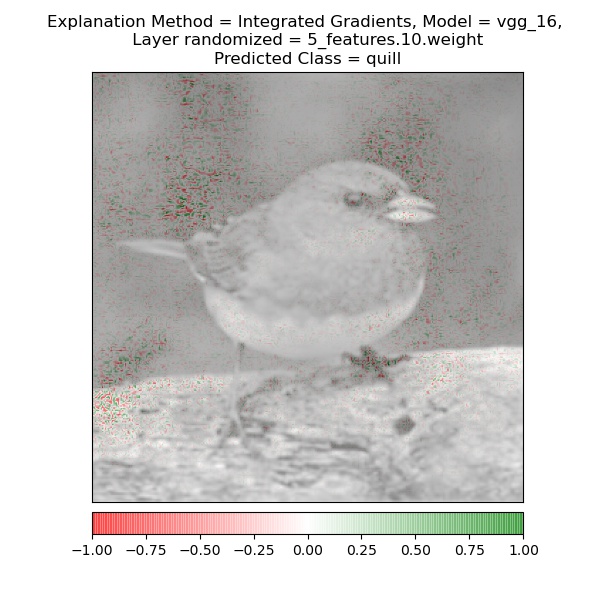 Explanation Method = Integrated Gradients, Model = vgg_16,
Layer randomized = 5_features.10.weight
Predicted Class = quill
−1.00 −0.75 −0.50 −0.25 0.00 0.25 0.50 0.75 1.00